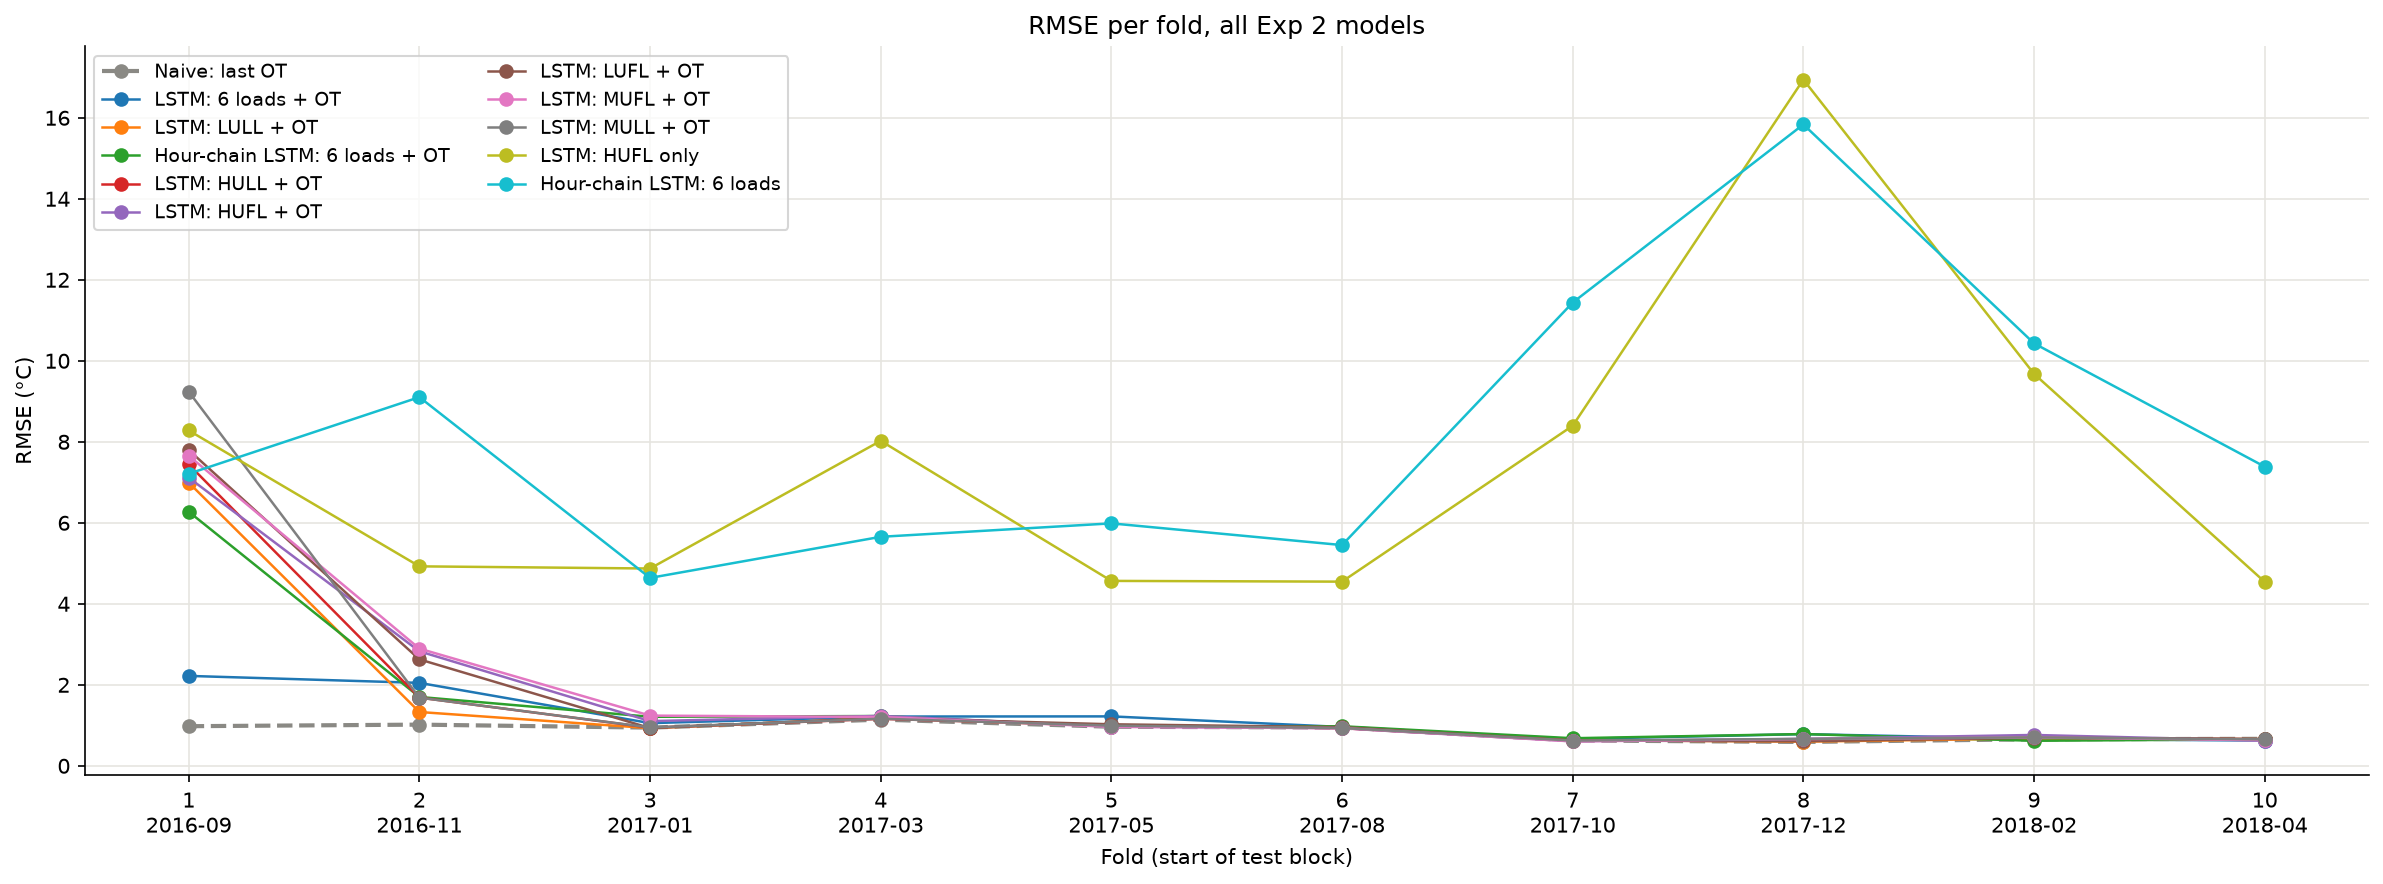 RMSE per fold, all Exp 2 models
Naive: last OT
LSTM: 6 loads + OT
LSTM: LULL + OT
Hour-chain LSTM: 6 loads + OT
LSTM: HULL + OT
LSTM: HUFL + OT
LSTM: LUFL + OT
LSTM: MUFL + OT
LSTM: MULL + OT
LSTM: HUFL only
Hour-chain LSTM: 6 loads
RMSE (°C)
16
14
12
10
8
6
4
2
0
1 2 3 4 5 6 7 8 9 10
2016-09 2016-11 2017-01 2017-03 2017-05 2017-08 2017-10 2017-12 2018-02 2018-04
Fold (start of test block)